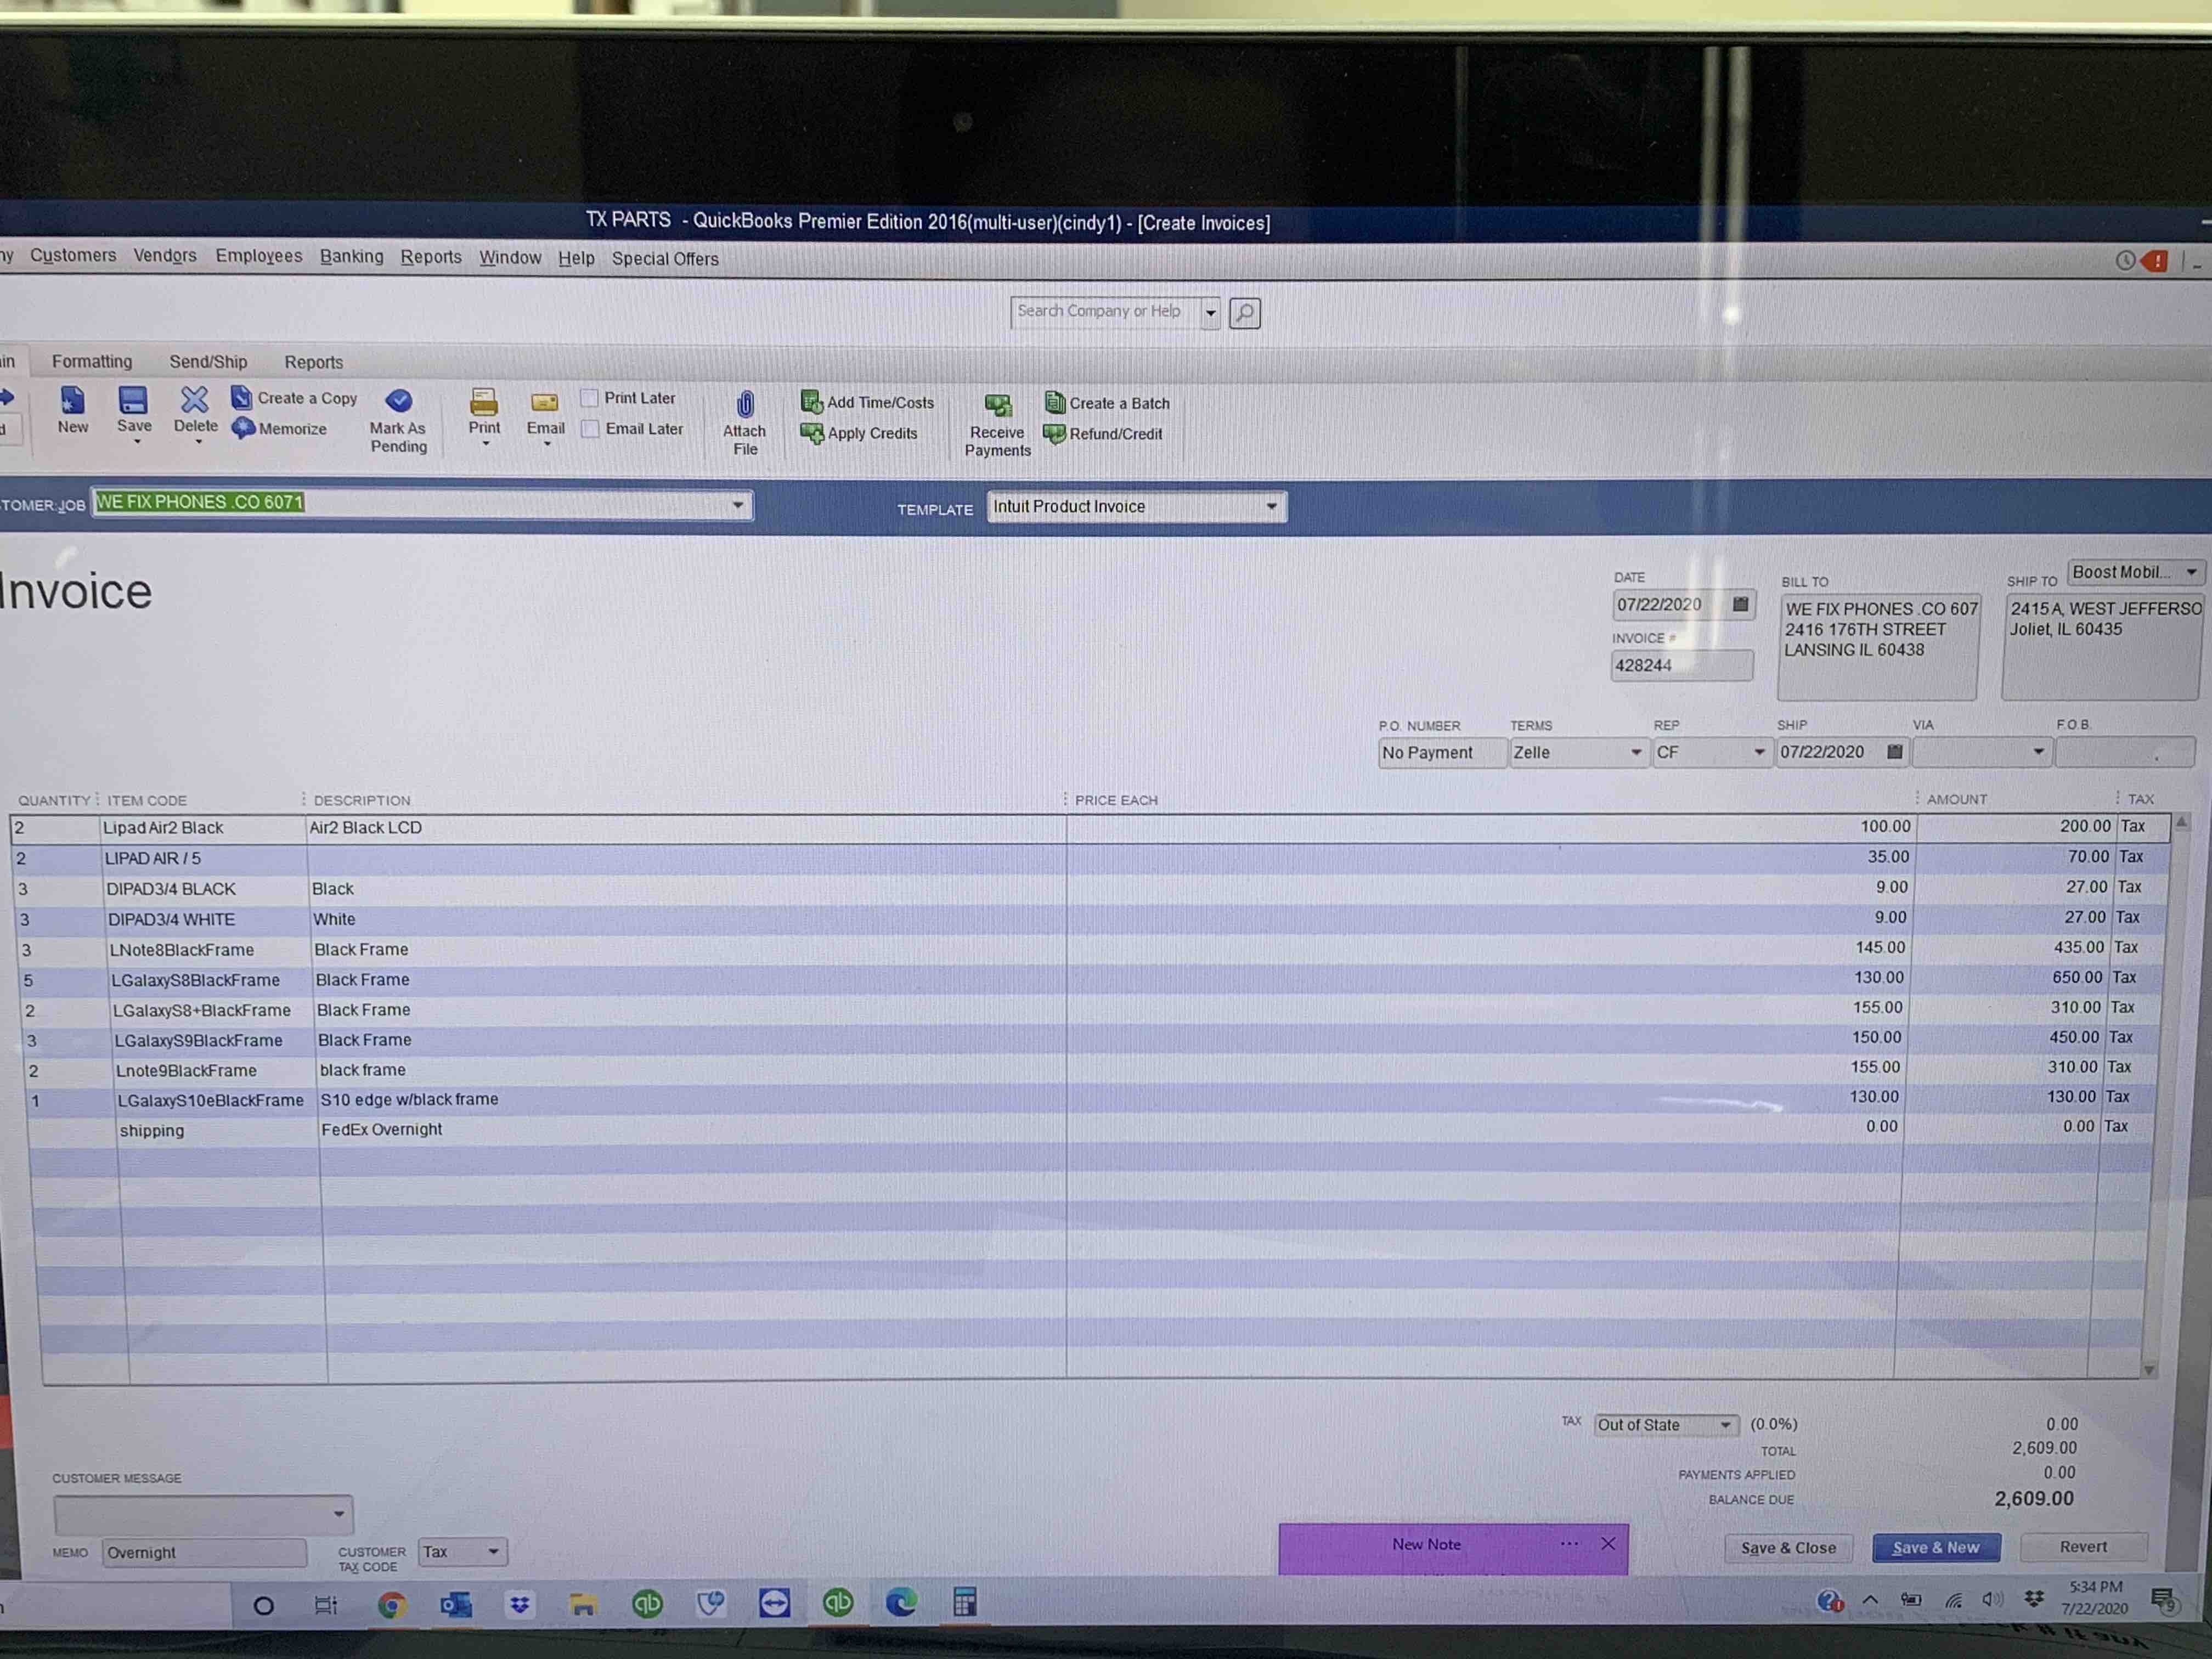 TX PARTS - QuickBooks Premier Edition 2016(multi-user)(cindy1) - [Create Invoices]
Customers Vendors Employees Banking Reports Window Help Special Offers
Search Company or Help
Formatting Send/Ship Reports
New Save Delete Create a Copy Memorize Mark As Pending Print Email Print Later Email Later Attach File Add Time/Costs Apply Credits Receive Payments Create a Batch Refund/Credit
TOMER:JOB WE FIX PHONES .CO 6071 TEMPLATE Intuit Product Invoice
Invoice
DATE
07/22/2020
INVOICE #
428244
BILL TO
WE FIX PHONES .CO 607
2416 176TH STREET
LANSING IL 60438
SHIP TO Boost Mobil...
2415 A, WEST JEFFERSO
Joliet, IL 60435
P.O. NUMBER TERMS REP SHIP VIA F.O.B.
No Payment Zelle CF 07/22/2020
QUANTITY ITEM CODE DESCRIPTION PRICE EACH AMOUNT TAX
2 Lipad Air2 Black Air2 Black LCD 100.00 200.00 Tax
2 LIPAD AIR / 5 35.00 70.00 Tax
3 DIPAD3/4 BLACK Black 9.00 27.00 Tax
3 DIPAD3/4 WHITE White 9.00 27.00 Tax
3 LNote8BlackFrame Black Frame 145.00 435.00 Tax
5 LGalaxyS8BlackFrame Black Frame 130.00 650.00 Tax
2 LGalaxyS8+BlackFrame Black Frame 155.00 310.00 Tax
3 LGalaxyS9BlackFrame Black Frame 150.00 450.00 Tax
2 Lnote9BlackFrame black frame 155.00 310.00 Tax
1 LGalaxyS10eBlackFrame S10 edge w/black frame 130.00 130.00 Tax
shipping FedEx Overnight 0.00 0.00 Tax
TAX Out of State (0.0%) 0.00
TOTAL 2,609.00
PAYMENTS APPLIED 0.00
BALANCE DUE 2,609.00
CUSTOMER MESSAGE
MEMO Overnight CUSTOMER TAX CODE Tax
New Note
Save & Close Save & New Revert
5:34 PM
7/22/2020